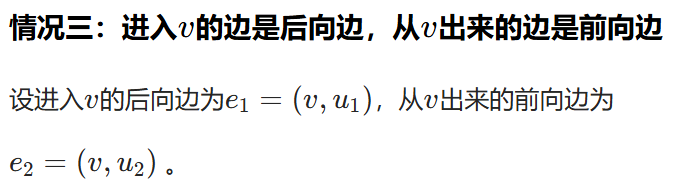 情况三：进入v的边是后向边，从v出来的边是前向边
设进入v的后向边为e₁ = (v, u₁)，从v出来的前向边为
e₂ = (v, u₂) 。